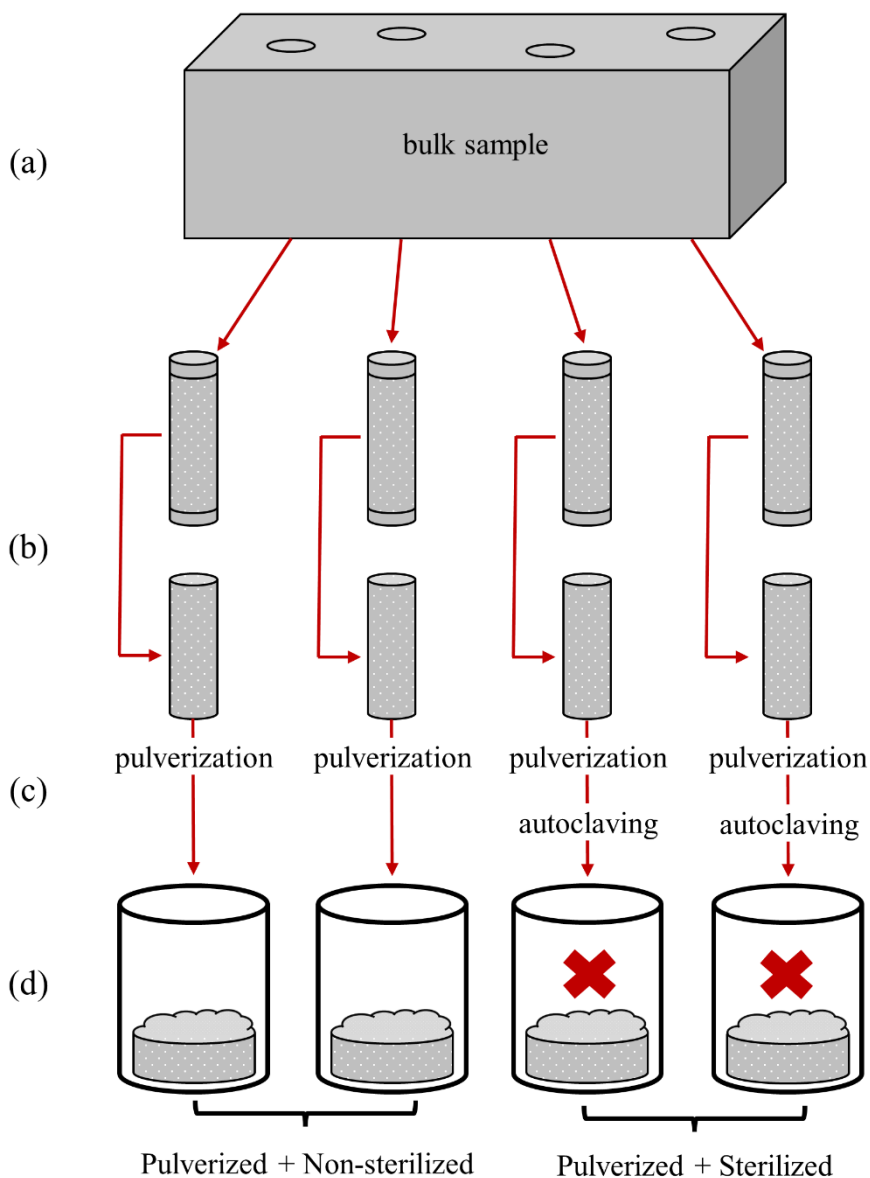 (a)
bulk sample
(b)
pulverization pulverization pulverization pulverization
(c)
autoclaving autoclaving
(d)
Pulverized + Non-sterilized Pulverized + Sterilized